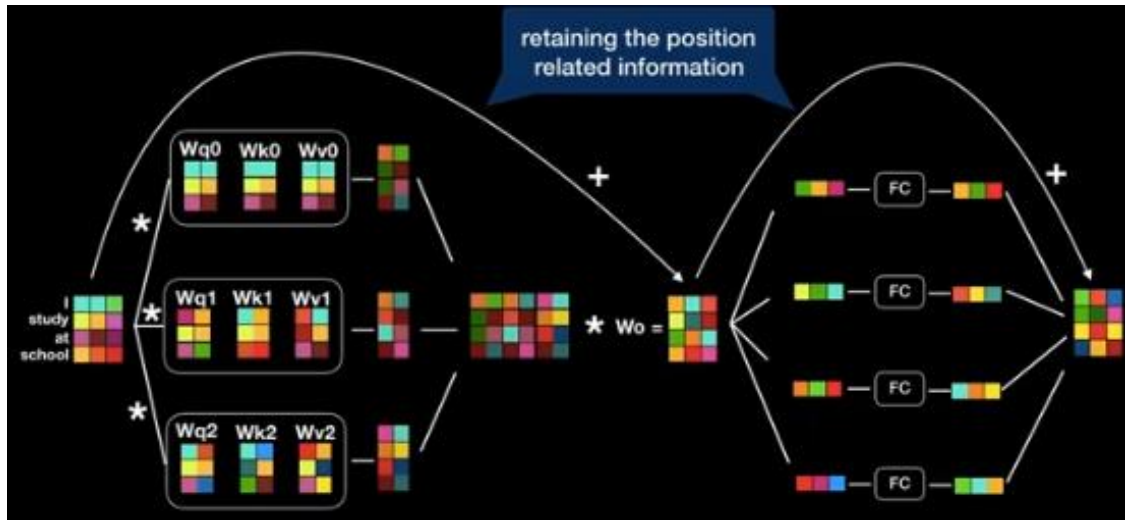 retaining the position
related information
Wq0 Wk0 Wv0
+
+
FC
*
I
study
at
school
*
Wq1 Wk1 Wv1
* Wo =
FC
FC
*
Wq2 Wk2 Wv2
FC